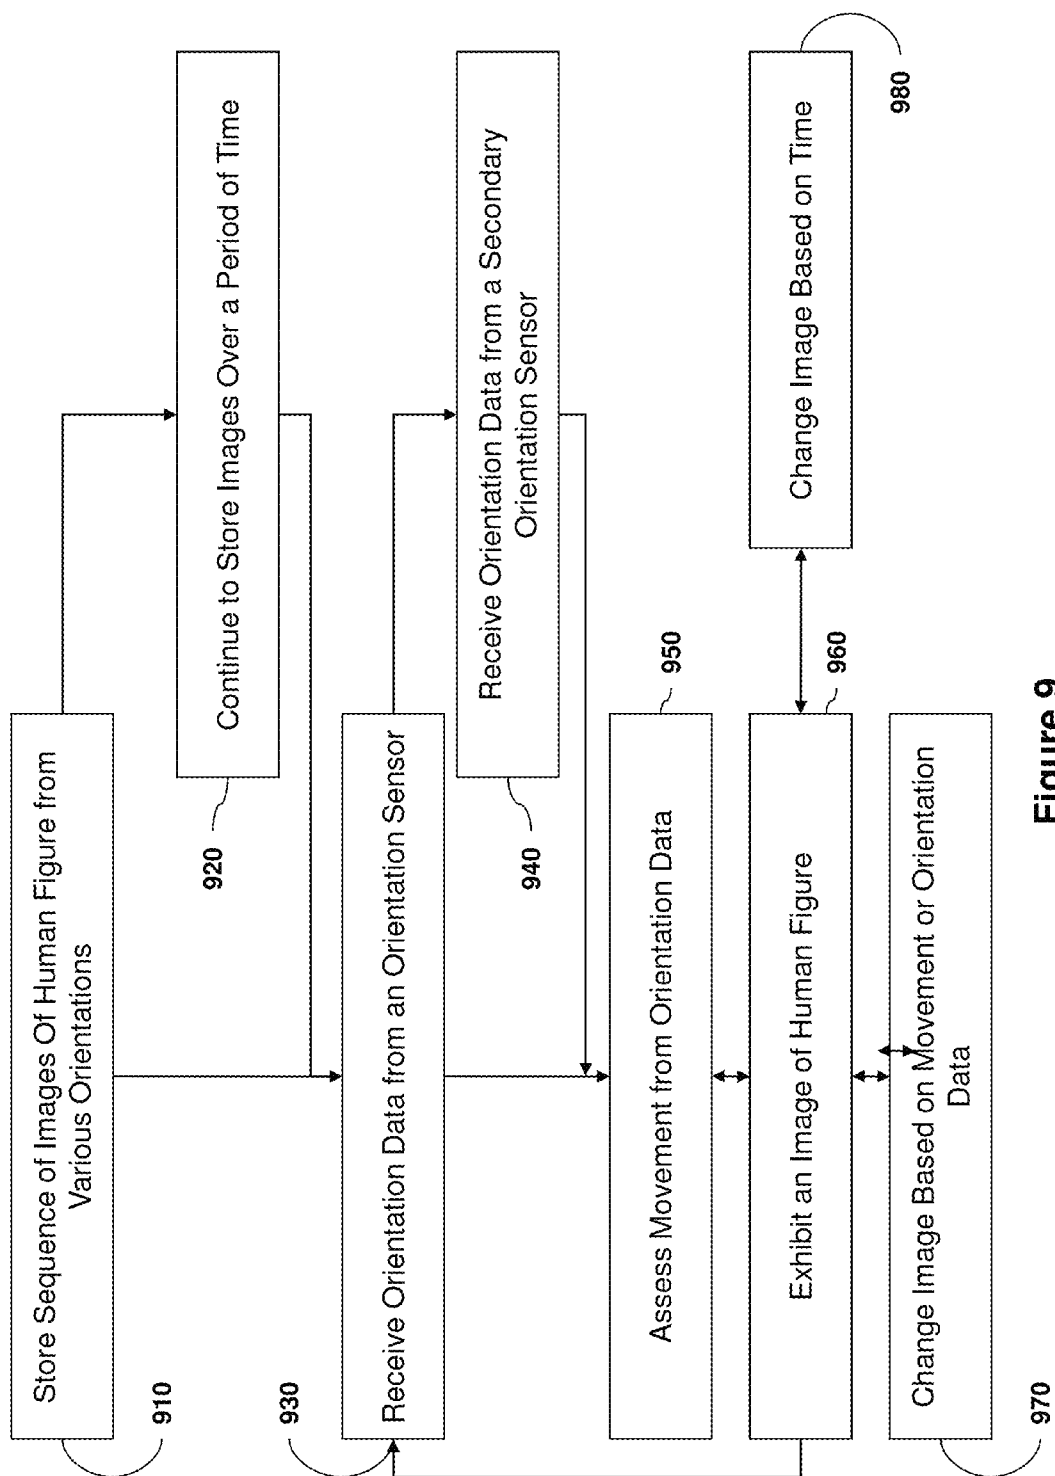 Store Sequence of Images Of Human Figure from
Various Orientations
910
Continue to Store Images Over a Period of Time
920
930
Receive Orientation Data from an Orientation Sensor
Receive Orientation Data from a Secondary
Orientation Sensor
940
Assess Movement from Orientation Data
950
Exhibit an Image of Human Figure
960
Change Image Based on Time
980
Change Image Based on Movement or Orientation
Data
970
Figure 9